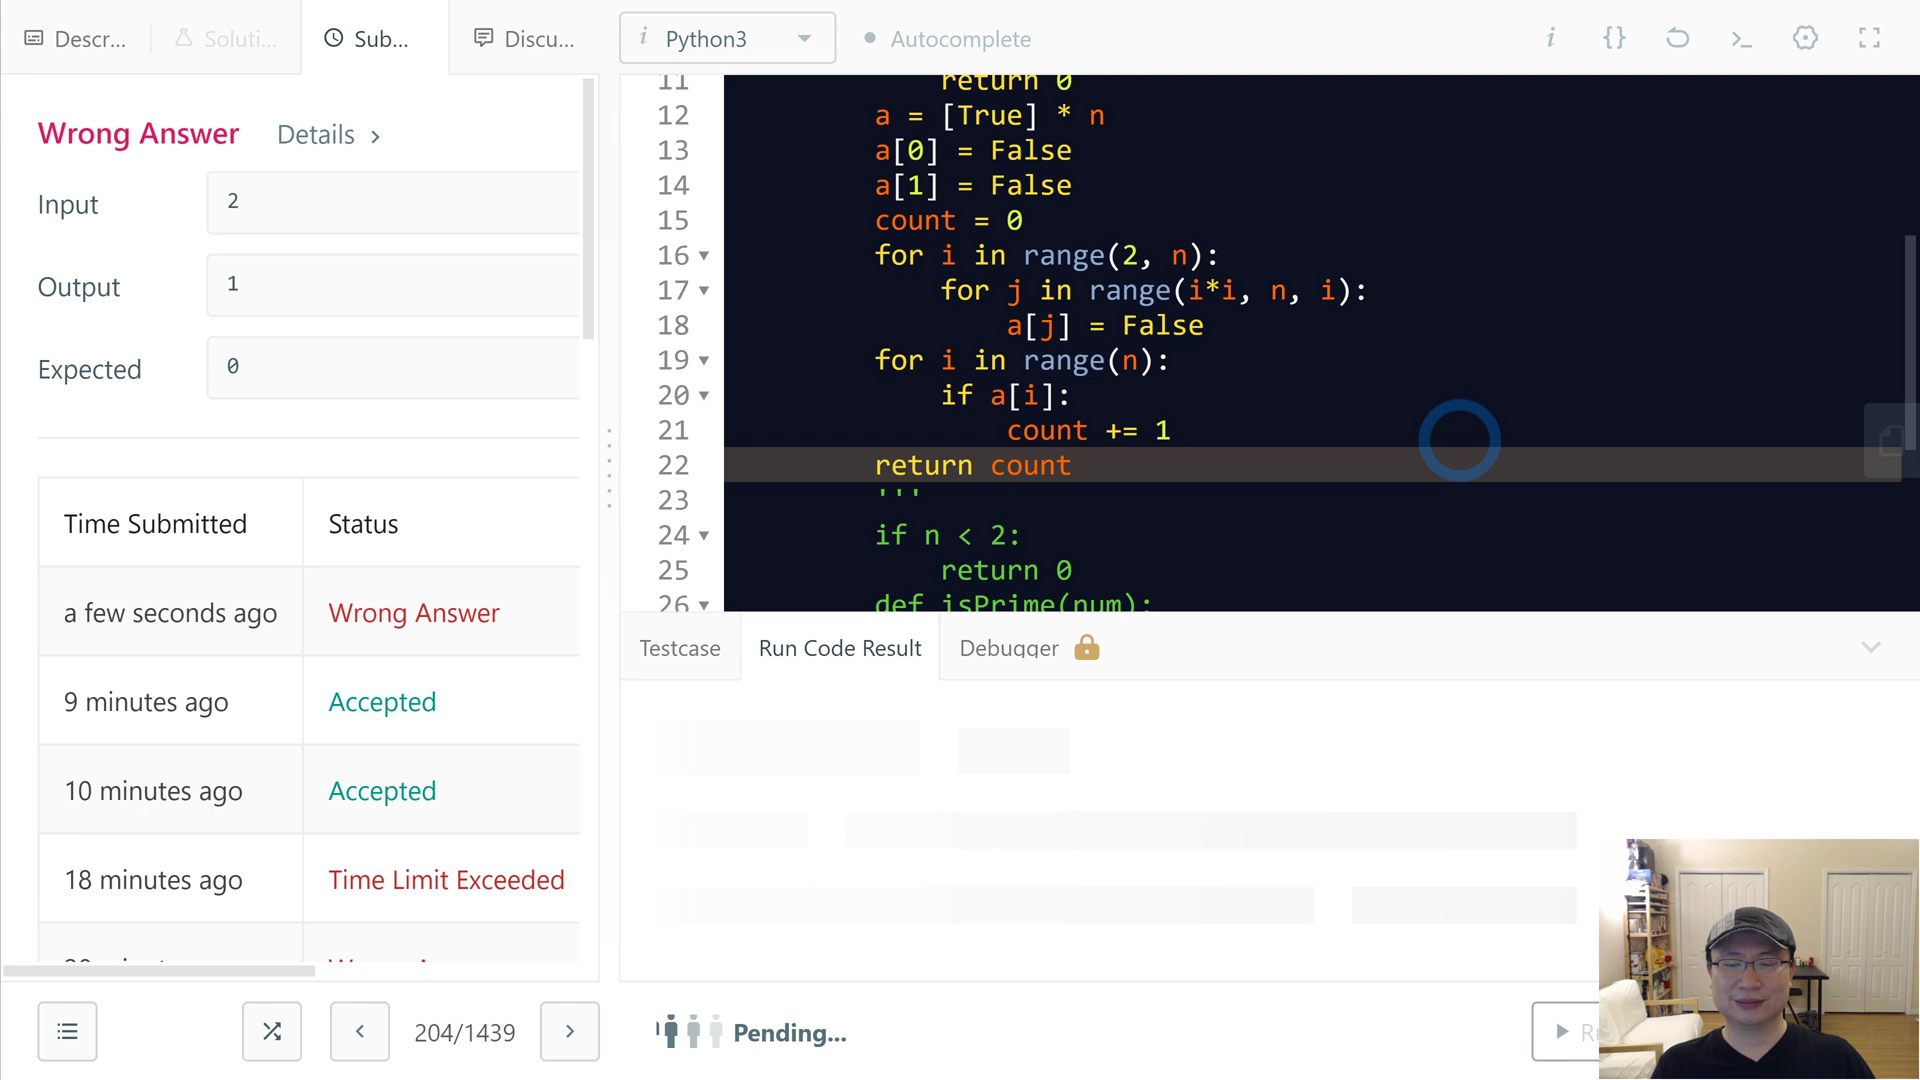 Descr...
Soluti...
Sub...
Discu...
i Python3
Autocomplete
Wrong Answer Details >
Input 2
Output 1
Expected 0
Time Submitted Status
a few seconds ago Wrong Answer
9 minutes ago Accepted
10 minutes ago Accepted
18 minutes ago Time Limit Exceeded
204/1439
11 return 0
12 a = [True] * n
13 a[0] = False
14 a[1] = False
15 count = 0
16 for i in range(2, n):
17 for j in range(i*i, n, i):
18 a[j] = False
19 for i in range(n):
20 if a[i]:
21 count += 1
22 return count
23 '''
24 if n < 2:
25 return 0
26 def isPrime(num):
Testcase
Run Code Result
Debugger
Pending...